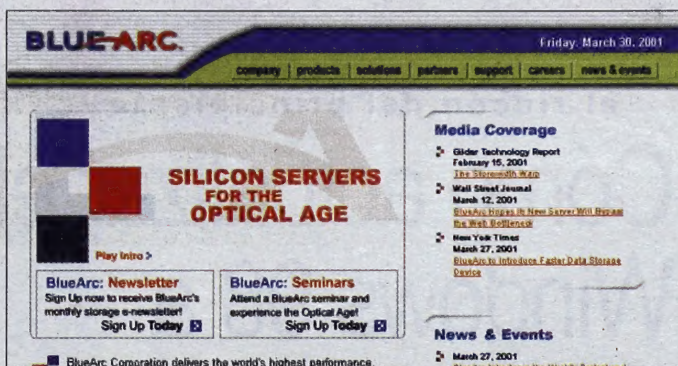 BLUE ARC.
Friday, March 30, 2001
company | products | solutions | partners | support | careers | news & events
SILICON SERVERS
FOR THE
OPTICAL AGE
Play Intro >
BlueArc: Newsletter
Sign Up now to receive BlueArc's
monthly storage e-newsletter!
Sign Up Today
BlueArc: Seminars
Attend a BlueArc seminar and
experience the Optical Age!
Sign Up Today
BlueArc Corporation delivers the world's highest performance
Media Coverage
Gilder Technology Report
February 15, 2001
The Storewidth Warp
Wall Street Journal
March 12, 2001
BlueArc Hopes Its New Server Will Bypass
the Web Bottleneck
New York Times
March 27, 2001
BlueArc to Introduce Faster Data Storage
Device
News & Events
March 27, 2001